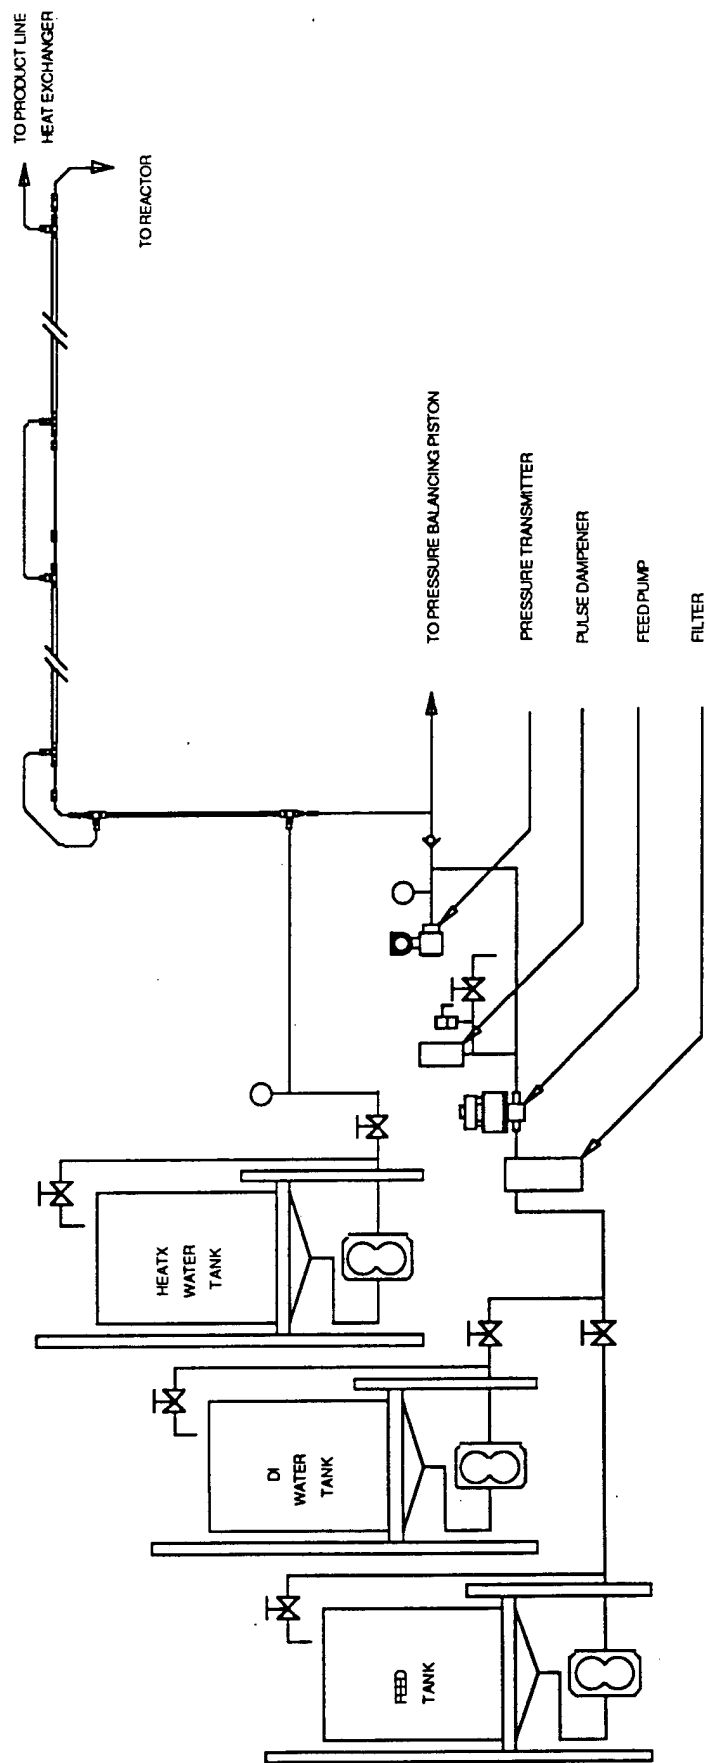 TO PRODUCT LINE
HEAT EXCHANGER
TO REACTOR
TO PRESSURE BALANCING PISTON
PRESSURE TRANSMITTER
PULSE DAMPENER
FEED PUMP
FILTER
HEATX
WATER
TANK
DI
WATER
TANK
FEED
TANK